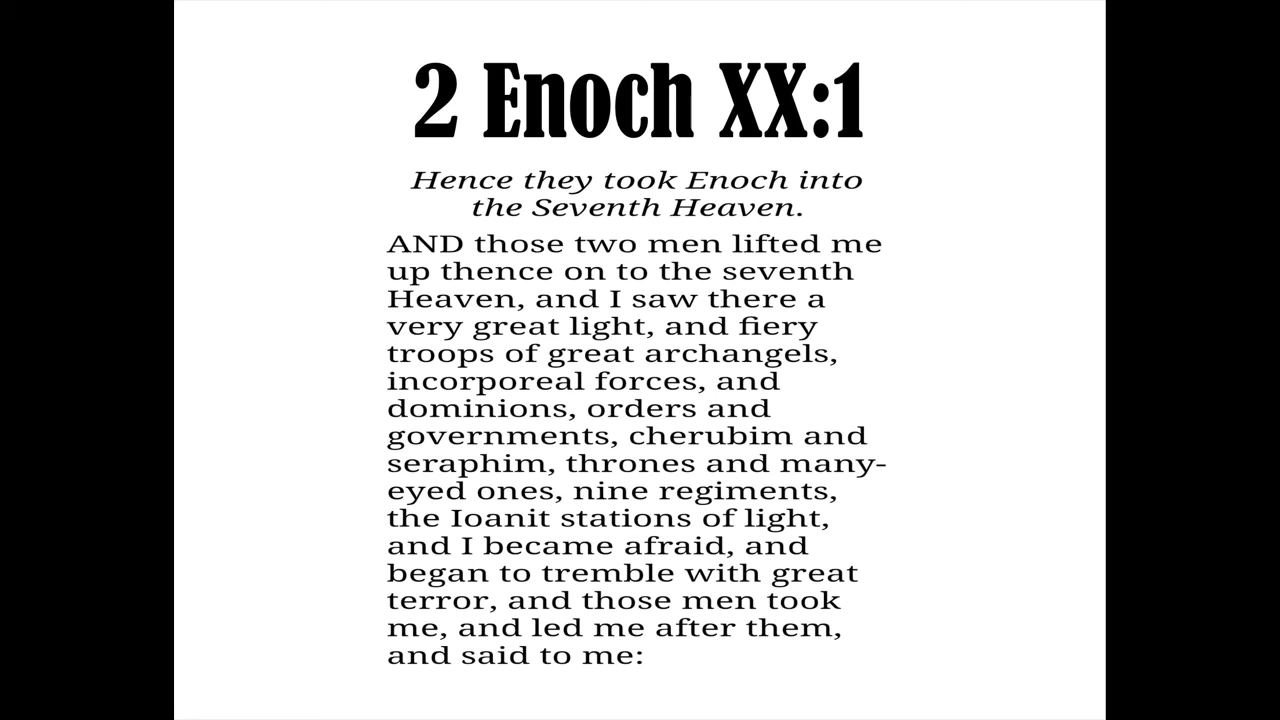 2 Enoch XX:1
Hence they took Enoch into
the Seventh Heaven.
AND those two men lifted me
up thence on to the seventh
Heaven, and I saw there a
very great light, and fiery
troops of great archangels,
incorporeal forces, and
dominions, orders and
governments, cherubim and
seraphim, thrones and many-
eyed ones, nine regiments,
the Ioanit stations of light,
and I became afraid, and
began to tremble with great
terror, and those men took
me, and led me after them,
and said to me: